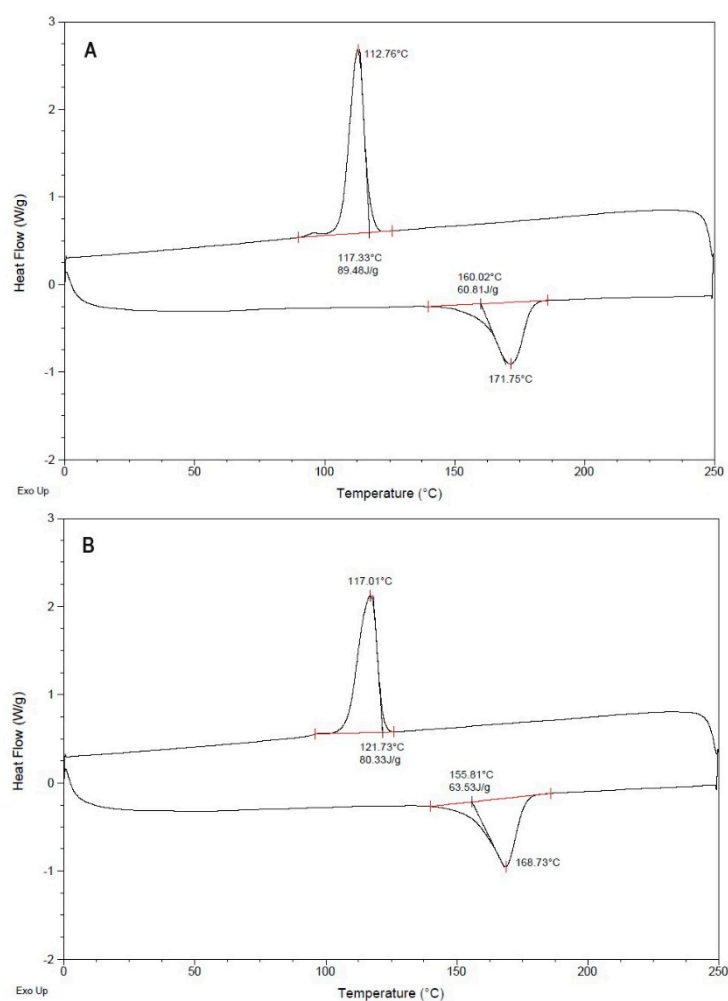 A
3
2
1
0
-1
-2
Heat Flow (W/g)
112.76°C
117.33°C
89.48J/g
160.02°C
60.81J/g
171.75°C
0
50
100
150
200
250
Exo Up
Temperature (°C)
B
3
2
1
0
-1
-2
Heat Flow (W/g)
117.01°C
121.73°C
80.33J/g
155.81°C
63.53J/g
168.73°C
0
50
100
150
200
250
Exo Up
Temperature (°C)